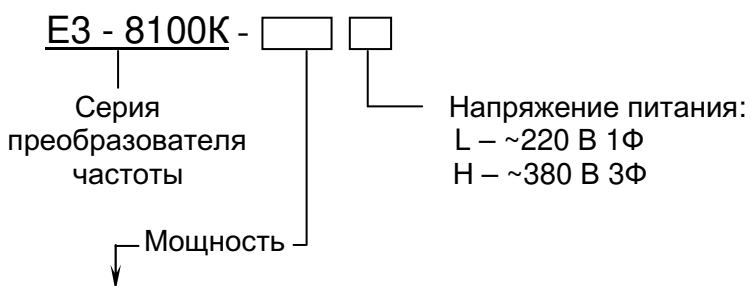 Е3 - 8100К -
Серия
преобразователя
частоты
Напряжение питания:
L – ~220 В 1Ф
Н – ~380 В 3Ф
Мощность